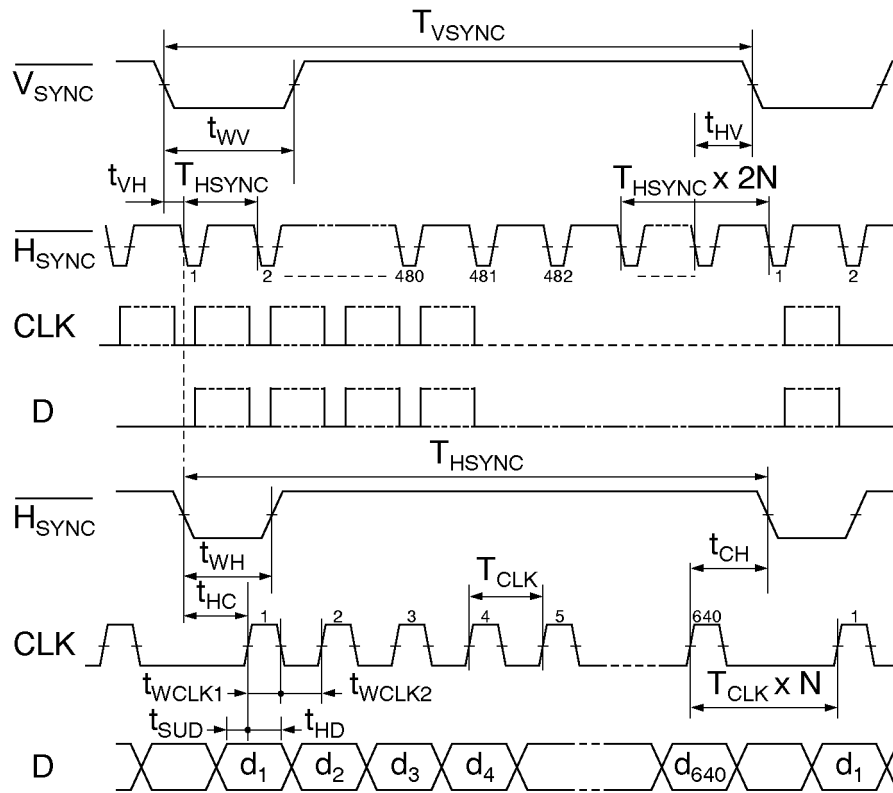 T_VSYNC
V_SYNC
t_WV
t_HV
t_VH
T_HSYNC
T_HSYNC x 2N
H_SYNC
1 2 480 481 482 1 2
CLK
D
T_HSYNC
H_SYNC
t_WH
t_CH
t_HC
T_CLK
1 2 3 4 5 640 1
CLK
t_WCLK1
t_WCLK2
T_CLK x N
t_SUD
t_HD
D
d_1 d_2 d_3 d_4 d_640 d_1